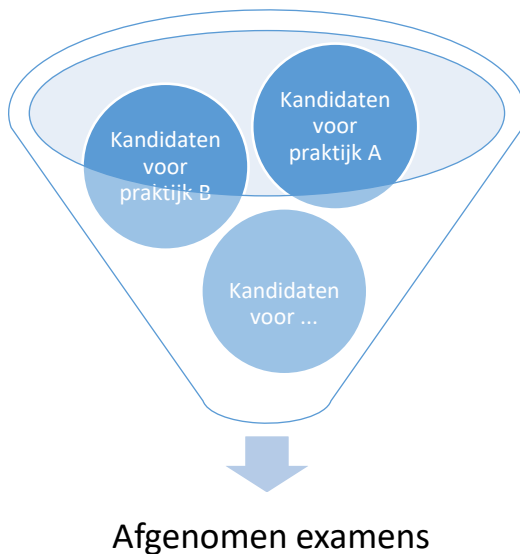 Kandidaten
voor
praktijk A
Kandidaten
voor
praktijk B
Kandidaten
voor ...
Afgenomen examens